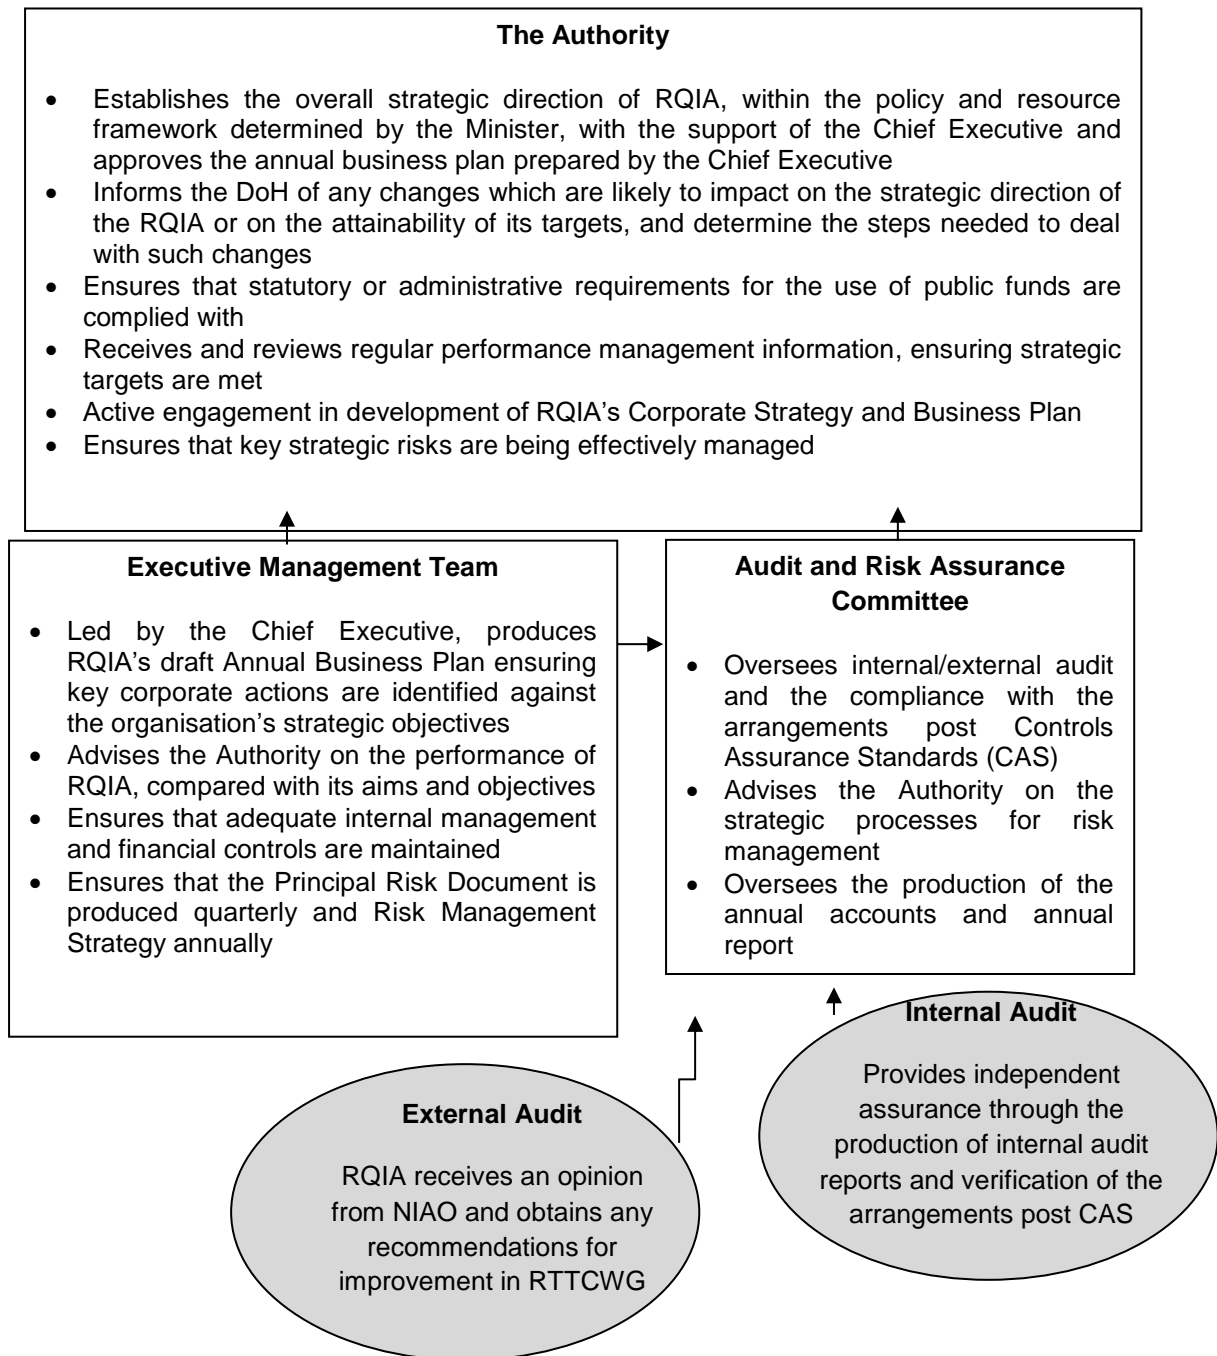 The Authority
• Establishes the overall strategic direction of RQIA, within the policy and resource
framework determined by the Minister, with the support of the Chief Executive and
approves the annual business plan prepared by the Chief Executive
• Informs the DoH of any changes which are likely to impact on the strategic direction of
the RQIA or on the attainability of its targets, and determine the steps needed to deal
with such changes
• Ensures that statutory or administrative requirements for the use of public funds are
complied with
• Receives and reviews regular performance management information, ensuring strategic
targets are met
• Active engagement in development of RQIA’s Corporate Strategy and Business Plan
• Ensures that key strategic risks are being effectively managed
Executive Management Team
• Led by the Chief Executive, produces
RQIA’s draft Annual Business Plan ensuring
key corporate actions are identified against
the organisation’s strategic objectives
• Advises the Authority on the performance of
RQIA, compared with its aims and objectives
• Ensures that adequate internal management
and financial controls are maintained
• Ensures that the Principal Risk Document is
produced quarterly and Risk Management
Strategy annually
Audit and Risk Assurance
Committee
• Oversees internal/external audit
and the compliance with the
arrangements post Controls
Assurance Standards (CAS)
• Advises the Authority on the
strategic processes for risk
management
• Oversees the production of the
annual accounts and annual
report
External Audit
RQIA receives an opinion
from NIAO and obtains any
recommendations for
improvement in RTTCWG
Internal Audit
Provides independent
assurance through the
production of internal audit
reports and verification of the
arrangements post CAS